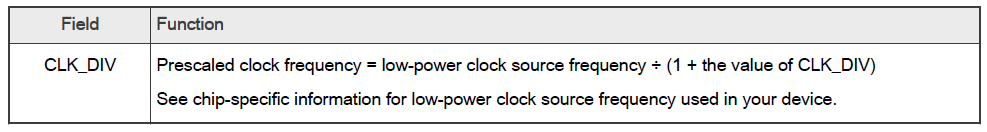 Field Function
CLK_DIV Prescaled clock frequency = low-power clock source frequency ÷ (1 + the value of CLK_DIV)
See chip-specific information for low-power clock source frequency used in your device.